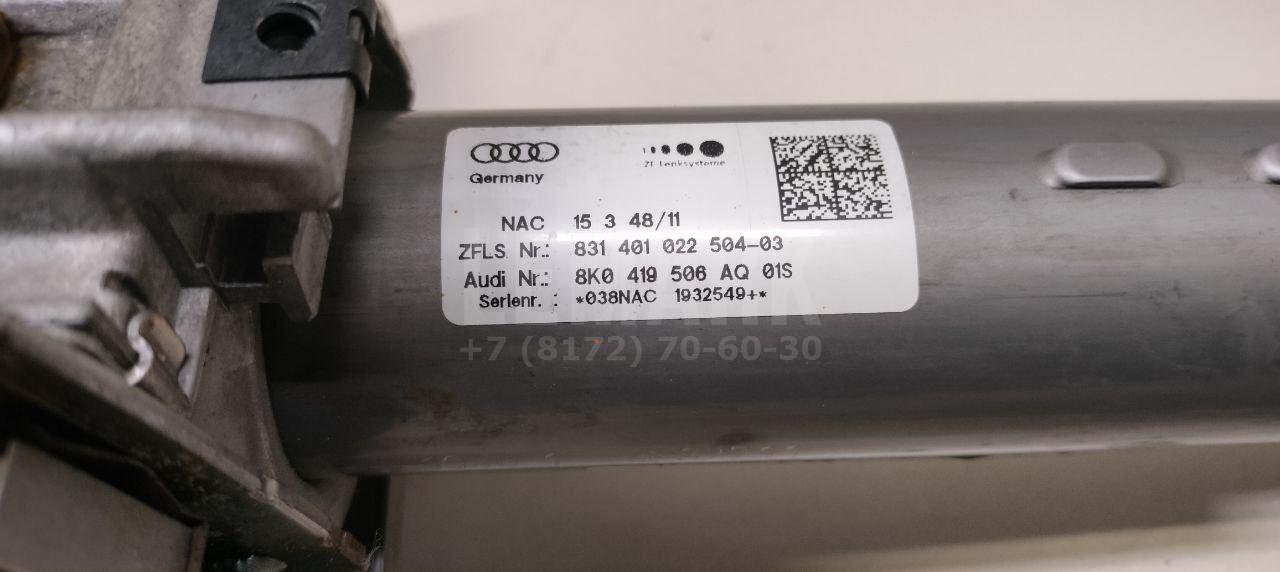 Germany
ZF Lenksysteme
NAC 15 3 48/11
ZFLS Nr.: 831 401 022 504-03
Audi Nr.: 8K0 419 506 AQ 01S
Serienr. : *038NAC 1932549+*
+7 (8172) 70-60-30